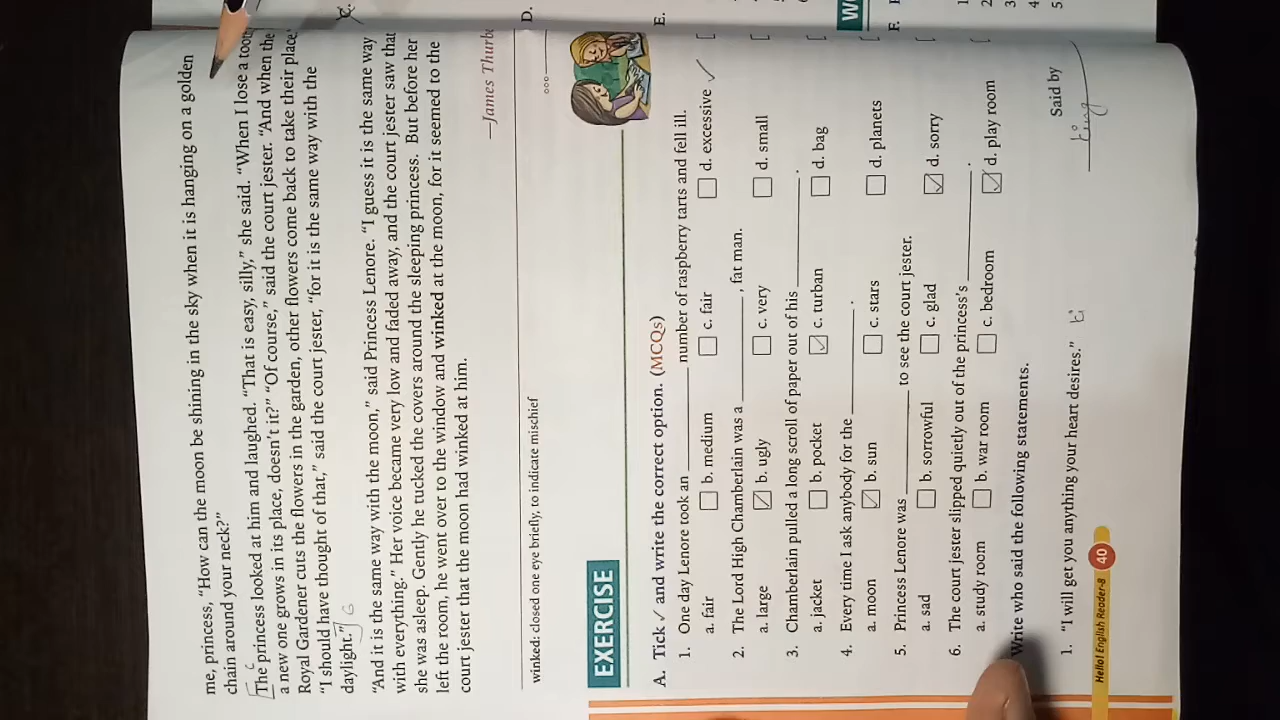 me, princess, “How can the moon be shining in the sky when it is hanging on a golden
chain around your neck?”
The princess looked at him and laughed. “That is easy, silly,” she said. “When I lose a toot
a new one grows in its place, doesn’t it?” “Of course,” said the court jester. “And when the
Royal Gardener cuts the flowers in the garden, other flowers come back to take their place.
“I should have thought of that,” said the court jester, “for it is the same way with the
daylight.”
“And it is the same way with the moon,” said Princess Lenore. “I guess it is the same way
with everything.” Her voice became very low and faded away, and the court jester saw that
she was asleep. Gently he tucked the covers around the sleeping princess. But before her
left the room, he went over to the window and winked at the moon, for it seemed to the
court jester that the moon had winked at him.
—James Thurbe
winked: closed one eye briefly, to indicate mischief
EXERCISE
A. Tick ✓ and write the correct option. (MCQs)
1. One day Lenore took an ________ number of raspberry tarts and fell ill.
a. fair b. medium c. fair d. excessive ✓
2. The Lord High Chamberlain was a ________, fat man.
a. large b. ugly c. very d. small
3. Chamberlain pulled a long scroll of paper out of his ________.
a. jacket b. pocket c. turban d. bag
4. Every time I ask anybody for the ________.
a. moon b. sun c. stars d. planets
5. Princess Lenore was ________ to see the court jester.
a. sad b. sorrowful c. glad d. sorry
6. The court jester slipped quietly out of the princess’s ________.
a. study room b. war room c. bedroom d. play room
Write who said the following statements.
Said by
1. “I will get you anything your heart desires.” king
Hello! English Reader-8 40
C.
D.
E.
F.
1
2
3
4
5